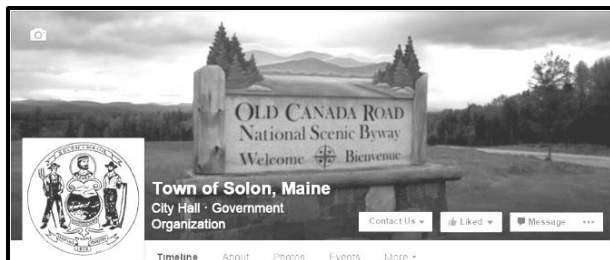 OLD CANADA ROAD
National Scenic Byway
Welcome Bienvenue
Town of Solon, Maine
City Hall · Government
Organization
Contact Us
Liked
Message
Timeline About Photos Events More